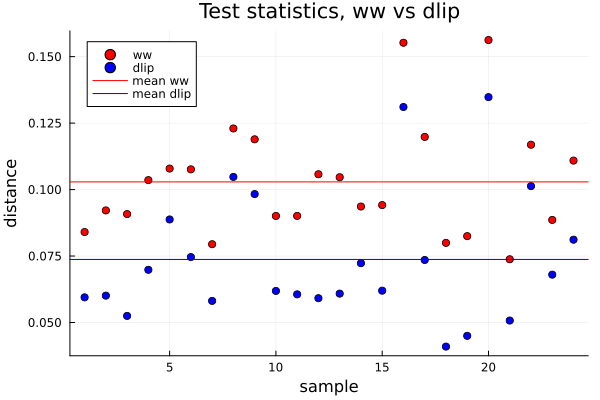 Test statistics, ww vs dlip
ww
dlip
mean ww
mean dlip
distance
0.150
0.125
0.100
0.075
0.050
5
10
15
20
sample